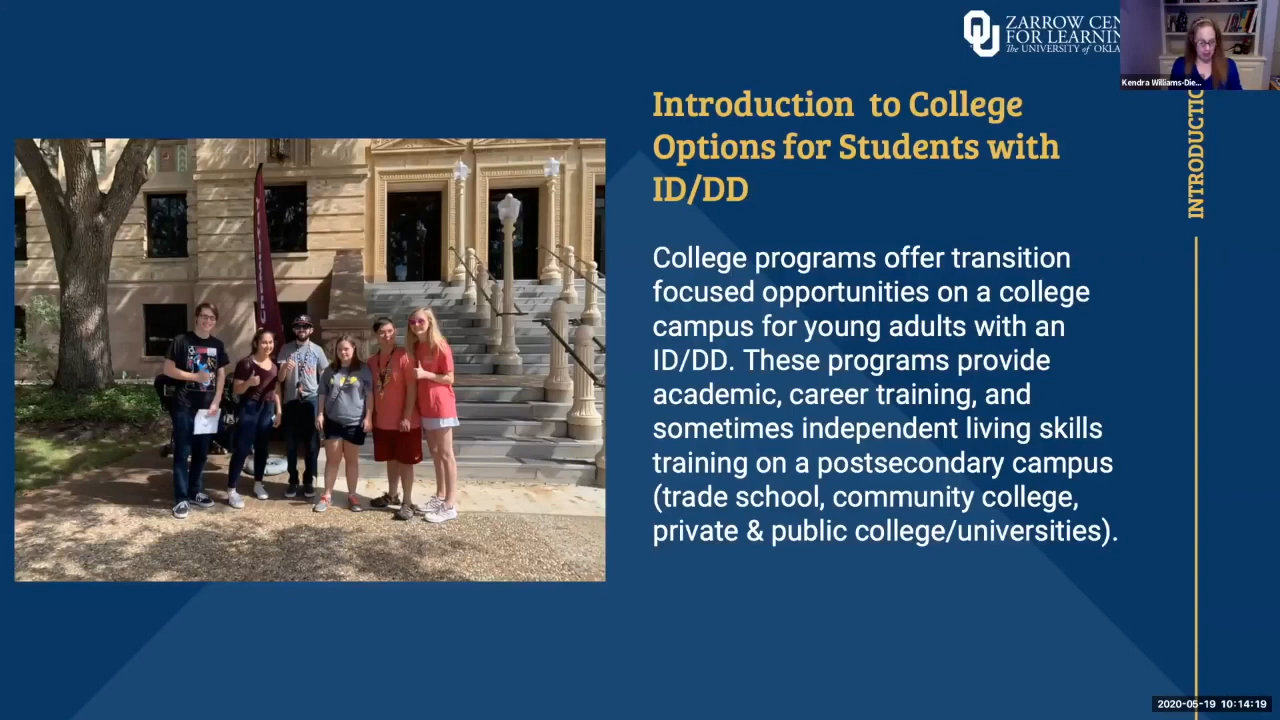 ZARROW CEN
FOR LEARNIN
The UNIVERSITY of OKLA
Kendra Williams-Die...
Introduction to College
Options for Students with
ID/DD
INTRODUCTIO
College programs offer transition
focused opportunities on a college
campus for young adults with an
ID/DD. These programs provide
academic, career training, and
sometimes independent living skills
training on a postsecondary campus
(trade school, community college,
private & public college/universities).
2020-05-19 10:14:19